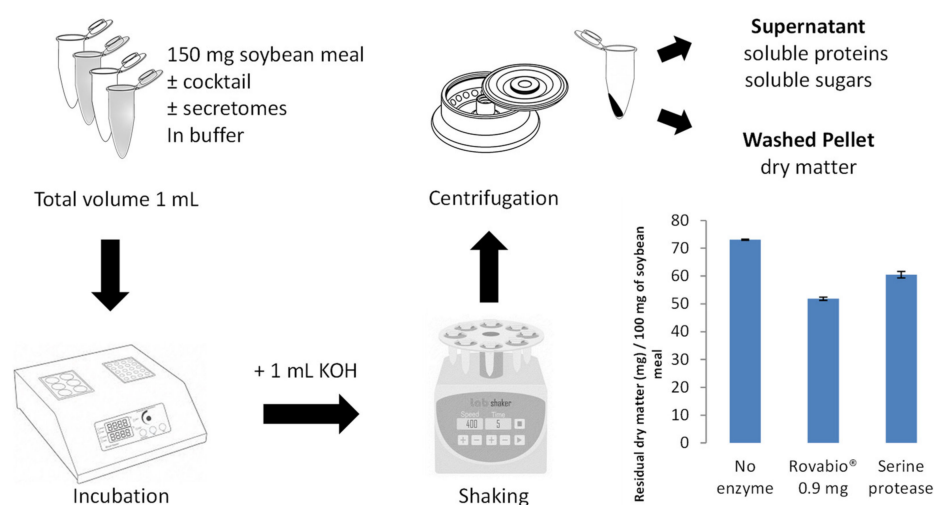 150 mg soybean meal
± cocktail
± secretomes
In buffer
Total volume 1 mL
Incubation
+ 1 mL KOH
lab shaker
Speed Time
400 5
Shaking
Centrifugation
Supernatant
soluble proteins
soluble sugars
Washed Pellet
dry matter
Residual dry matter (mg) / 100 mg of soybean
meal
80
70
60
50
40
30
20
10
0
No
enzyme
Rovabio®
0.9 mg
Serine
protease